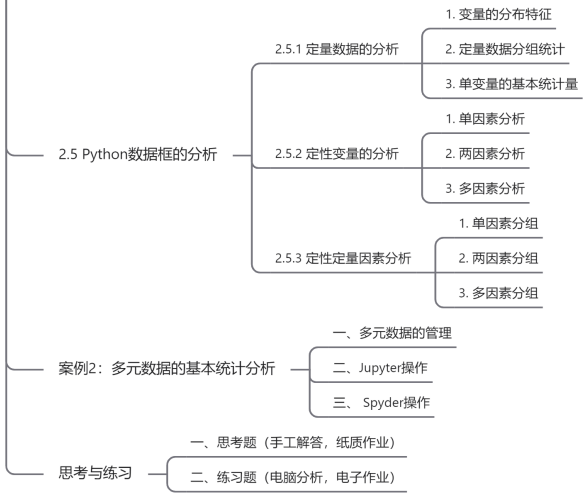 2.5 Python数据框的分析
2.5.1 定量数据的分析
1. 变量的分布特征
2. 定量数据分组统计
3. 单变量的基本统计量
2.5.2 定性变量的分析
1. 单因素分析
2. 两因素分析
3. 多因素分析
2.5.3 定性定量因素分析
1. 单因素分组
2. 两因素分组
3. 多因素分组
案例2：多元数据的基本统计分析
一、多元数据的管理
二、Jupyter操作
三、 Spyder操作
思考与练习
一、思考题（手工解答，纸质作业）
二、练习题（电脑分析，电子作业）